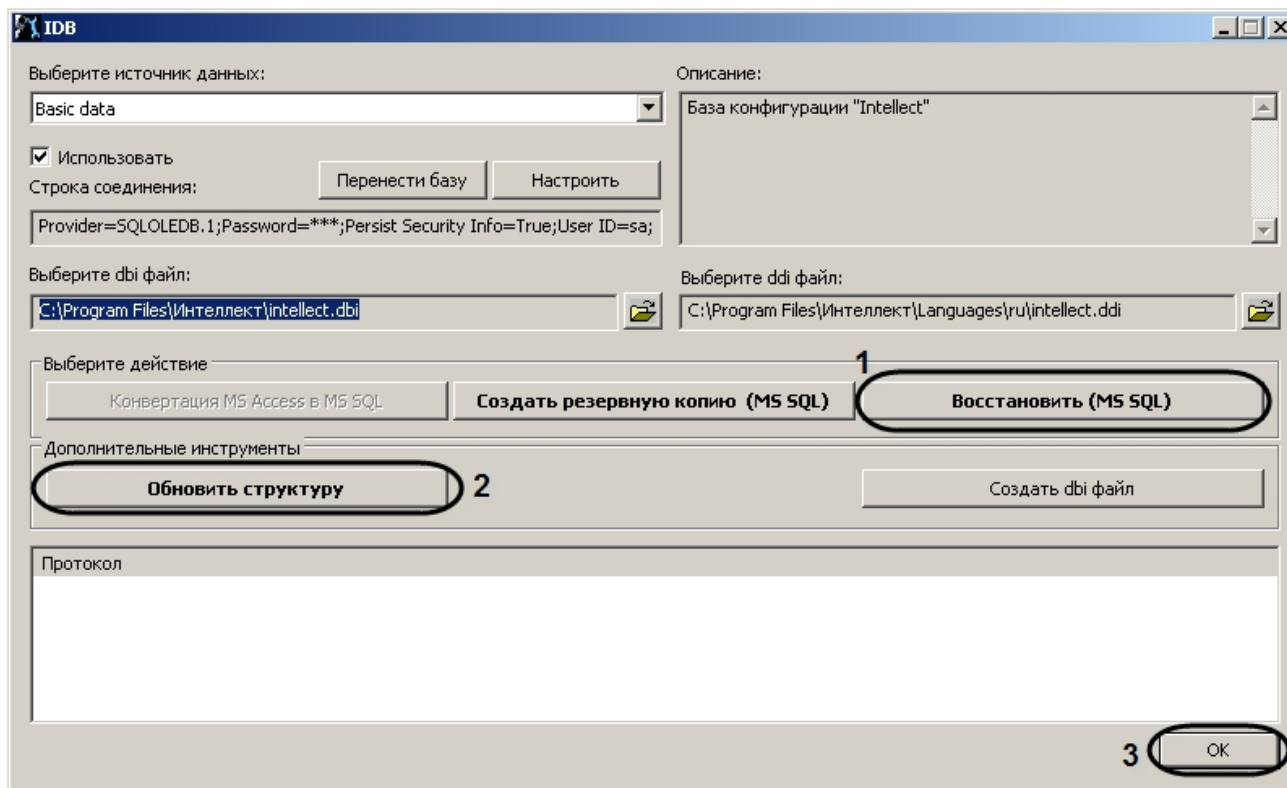 IDB
Выберите источник данных:
Basic data
Использовать
Перенести базу
Настроить
Строка соединения:
Provider=SQLOLEDB.1;Password=***;Persist Security Info=True;User ID=sa;
Описание:
База конфигурации "Intellect"
Выберите dbi файл:
C:\Program Files\Интеллект\intellect.dbi
Выберите ddi файл:
C:\Program Files\Интеллект\Languages\ru\intellect.ddi
Выберите действие
1
Конвертация MS Access в MS SQL
Создать резервную копию (MS SQL)
Восстановить (MS SQL)
Дополнительные инструменты
Обновить структуру
2
Создать dbi файл
Протокол
3
OK